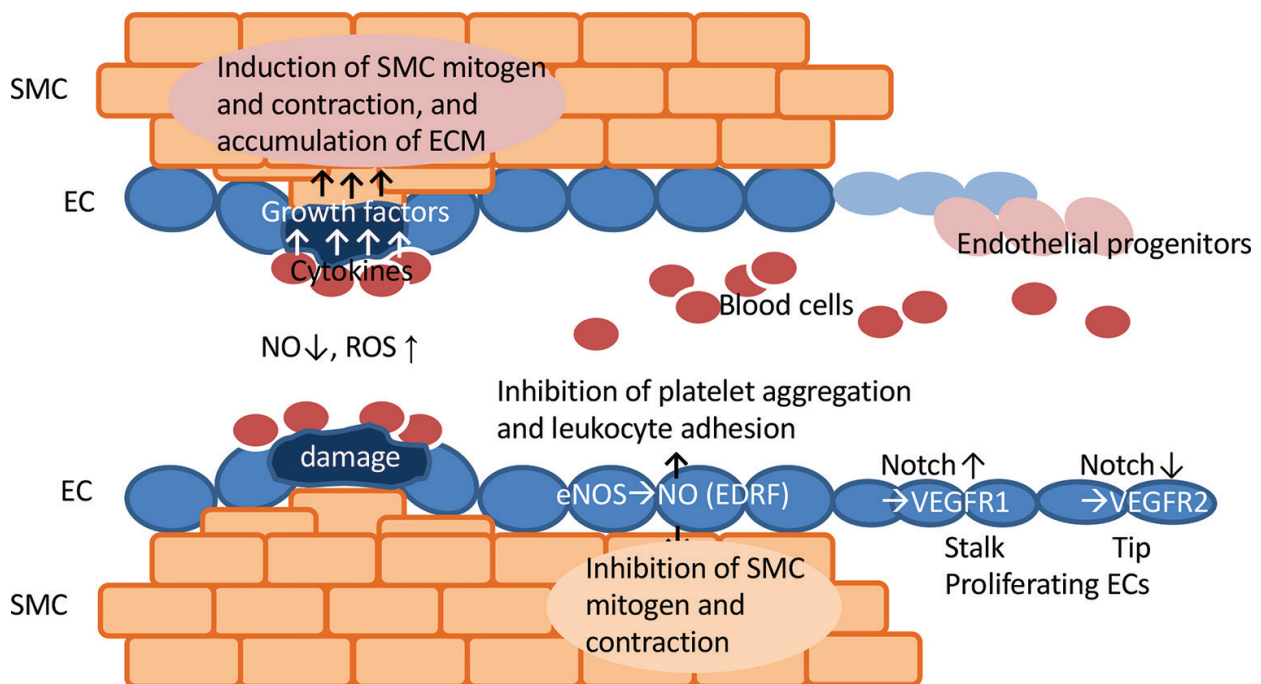 SMC
Induction of SMC mitogen
and contraction, and
accumulation of ECM
EC
Growth factors
Cytokines
Endothelial progenitors
Blood cells
NO↓, ROS ↑
Inhibition of platelet aggregation
and leukocyte adhesion
damage
EC
eNOS→NO (EDRF)
Notch ↑
→VEGFR1
Notch ↓
→VEGFR2
Stalk
Tip
Proliferating ECs
SMC
Inhibition of SMC
mitogen and
contraction